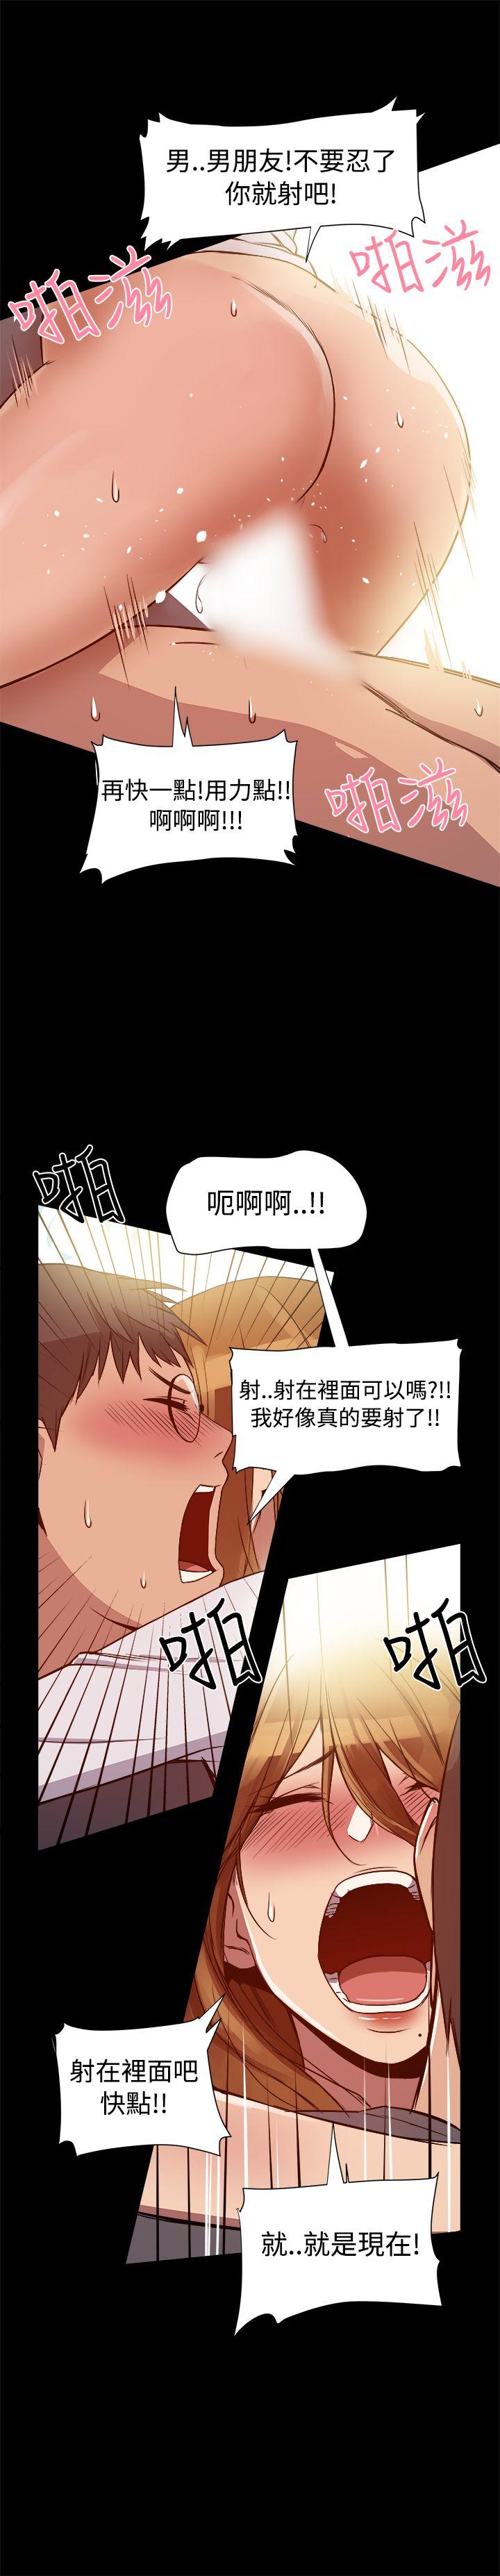 男..男朋友!不要忍了
你就射吧!
啪滋
啪滋
再快一點!用力點!!
啊啊啊!!!
啪滋
啪
呃啊啊..!!
射..射在裡面可以嗎?!!
我好像真的要射了!!
啪
啪
射在裡面吧
快點!!
就..就是現在!